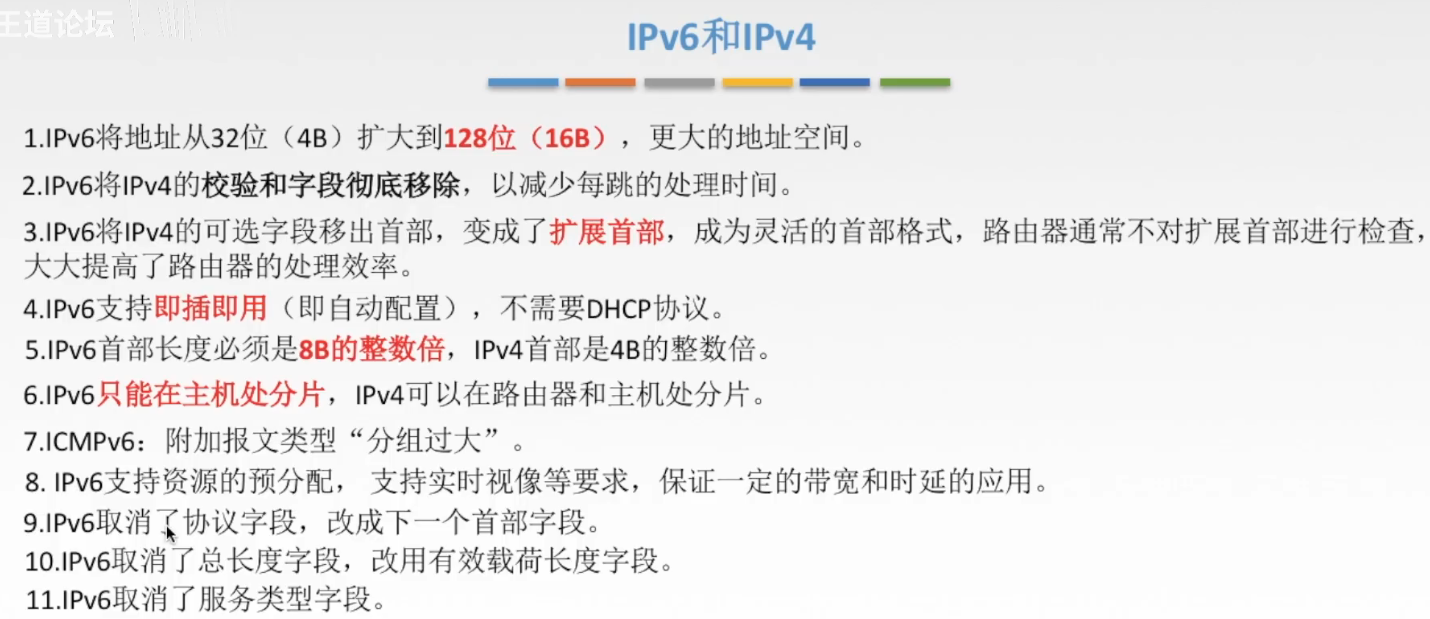 王道论坛
IPv6和IPv4
1.IPv6将地址从32位（4B）扩大到128位（16B），更大的地址空间。
2.IPv6将IPv4的校验和字段彻底移除，以减少每跳的处理时间。
3.IPv6将IPv4的可选字段移出首部，变成了扩展首部，成为灵活的首部格式，路由器通常不对扩展首部进行检查，
大大提高了路由器的处理效率。
4.IPv6支持即插即用（即自动配置），不需要DHCP协议。
5.IPv6首部长度必须是8B的整数倍，IPv4首部是4B的整数倍。
6.IPv6只能在主机处分片，IPv4可以在路由器和主机处分片。
7.ICMPv6：附加报文类型“分组过大”。
8. IPv6支持资源的预分配， 支持实时视像等要求，保证一定的带宽和时延的应用。
9.IPv6取消了协议字段，改成下一个首部字段。
10.IPv6取消了总长度字段，改用有效载荷长度字段。
11.IPv6取消了服务类型字段。